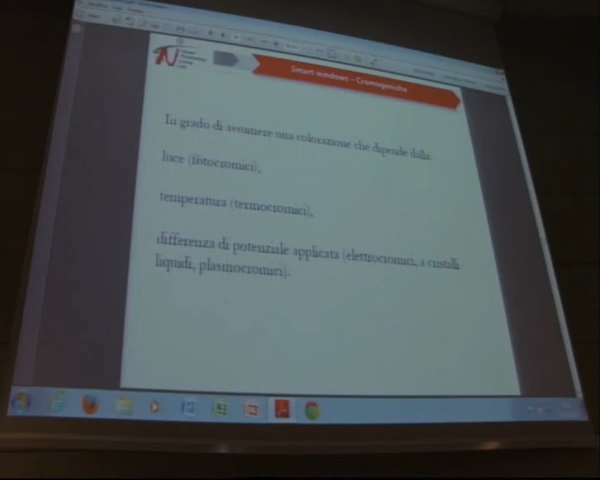 Smart windows - Cromogeniche
In grado di assumere una colorazione che dipende dalla:
luce (fotocromici),
temperatura (termocromici),
differenza di potenziale applicata (elettrocromici, a cristalli
liquidi, plasmocromici).